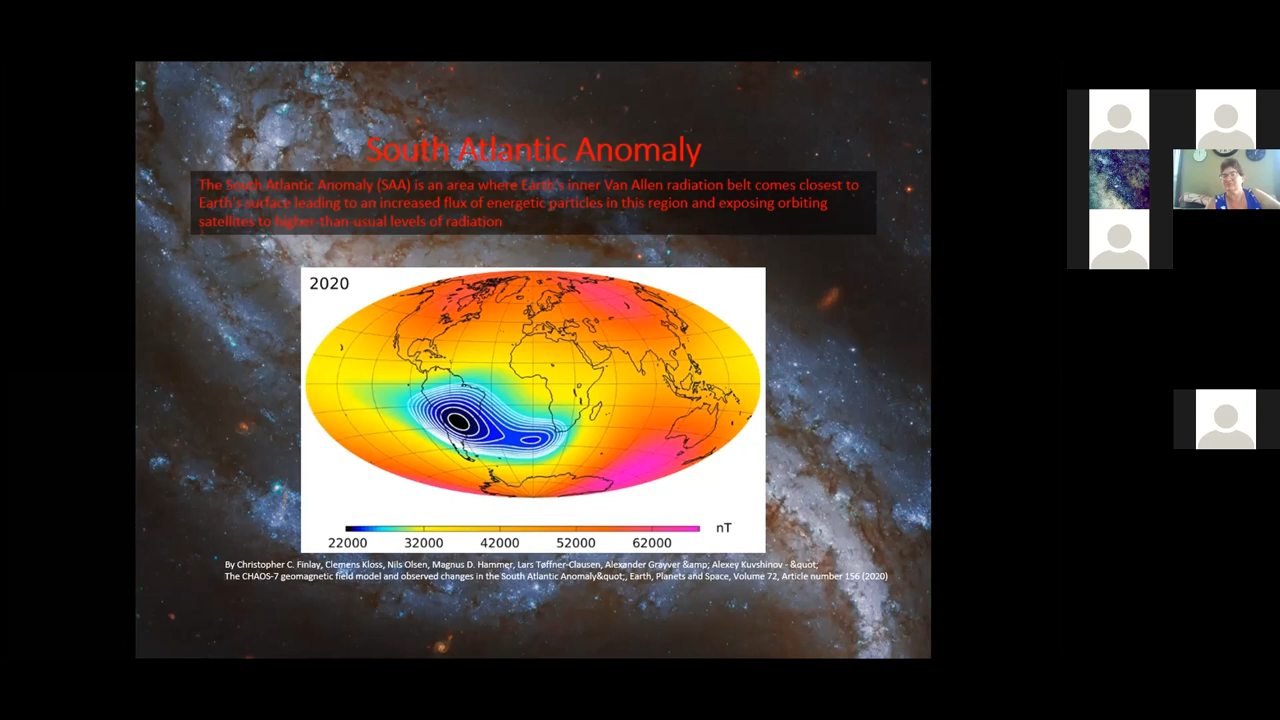 South Atlantic Anomaly
The South Atlantic Anomaly (SAA) is an area where Earth's inner Van Allen radiation belt comes closest to
Earth's surface leading to an increased flux of energetic particles in this region and exposing orbiting
satellites to higher-than-usual levels of radiation
2020
nT
22000 32000 42000 52000 62000
By Christopher C. Finlay, Clemens Kloss, Nils Olsen, Magnus D. Hammer, Lars Tøffner-Clausen, Alexander Grayver &amp; Alexey Kuvshinov - &quot;
The CHAOS-7 geomagnetic field model and observed changes in the South Atlantic Anomaly&quot;, Earth, Planets and Space, Volume 72, Article number 156 (2020)